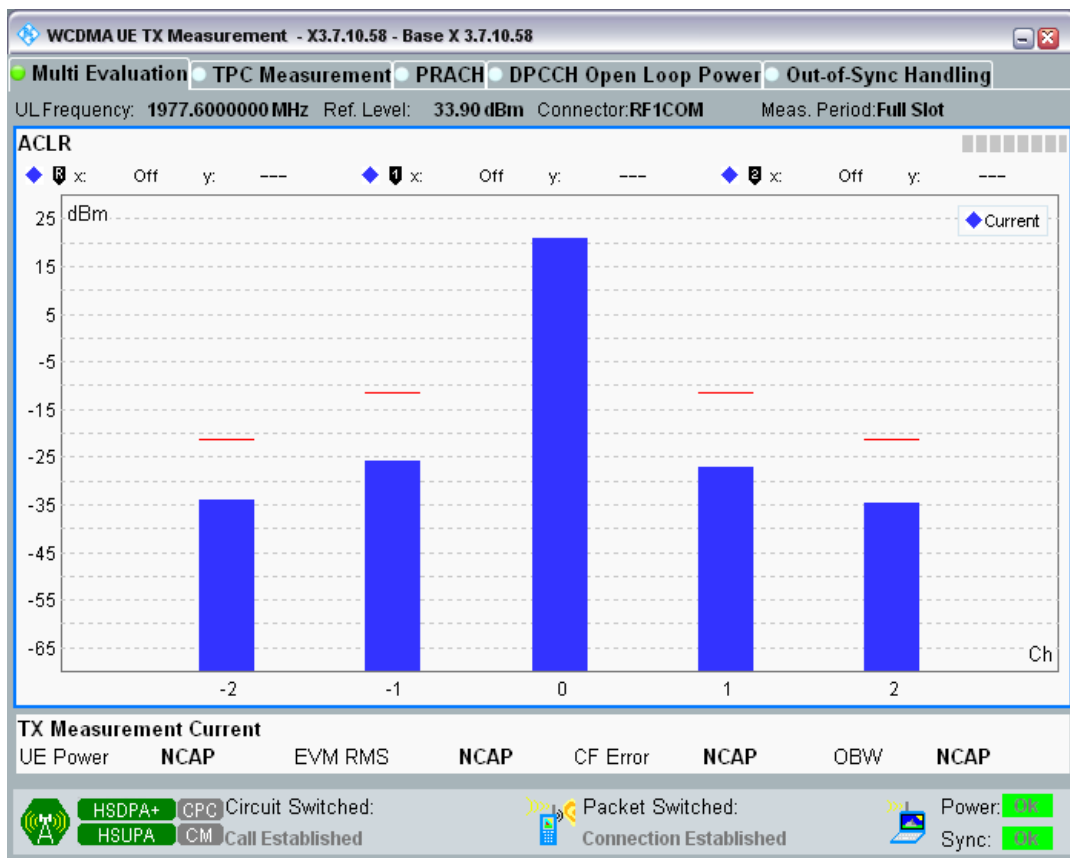 WCDMA UE TX Measurement - X3.7.10.58 - Base X 3.7.10.58
Multi Evaluation TPC Measurement PRACH DPCCH Open Loop Power Out-of-Sync Handling
UL Frequency: 1977.6000000 MHz Ref. Level: 33.90 dBm Connector:RF1COM Meas. Period:Full Slot
ACLR
R x: Off y: --- 1 x: Off y: --- 2 x: Off y: ---
dBm
Current
25
15
5
-5
-15
-25
-35
-45
-55
-65
Ch
-2 -1 0 1 2
TX Measurement Current
UE Power NCAP EVM RMS NCAP CF Error NCAP OBW NCAP
HSDPA+ CPC Circuit Switched: Packet Switched: Power: Ok
HSUPA CM Call Established Connection Established Sync: Ok